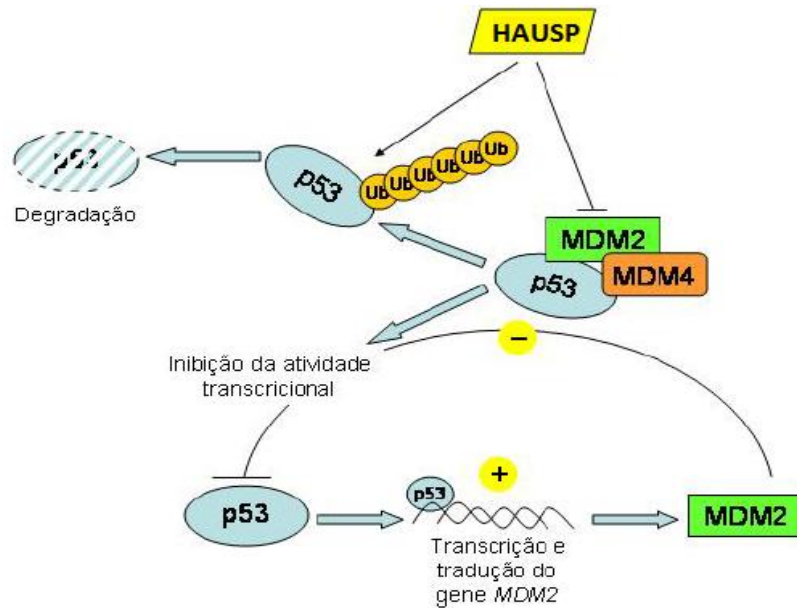 HAUSP
p53
p53
Ub Ub Ub Ub Ub Ub
Degradação
MDM2
MDM4
p53
−
Inibição da atividade
transcricional
+
p53
p53
MDM2
Transcrição e
tradução do
gene MDM2